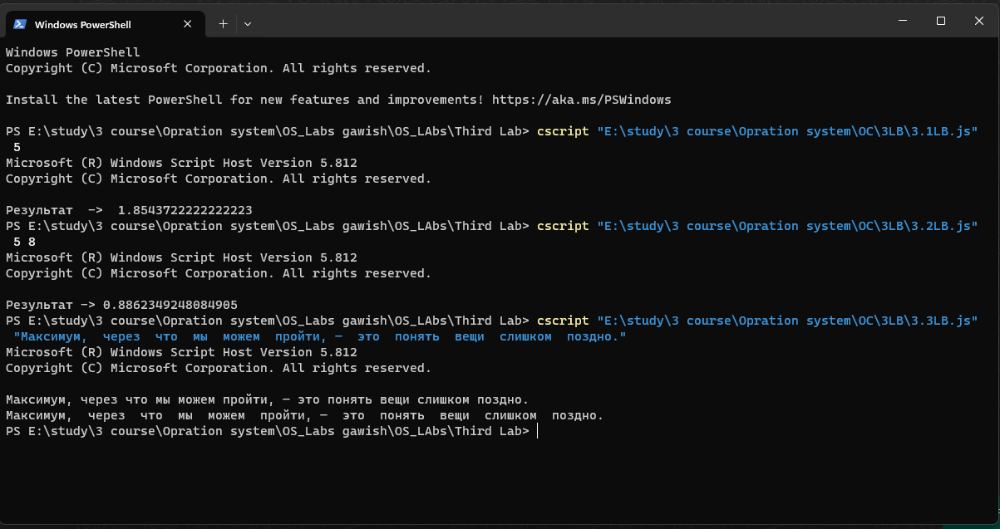 Windows PowerShell
Windows PowerShell
Copyright (C) Microsoft Corporation. All rights reserved.
Install the latest PowerShell for new features and improvements! https://aka.ms/PSWindows
PS E:\study\3 course\Opration system\OS_Labs gawish\OS_LAbs\Third Lab> cscript "E:\study\3 course\Opration system\OC\3LB\3.1LB.js"
5
Microsoft (R) Windows Script Host Version 5.812
Copyright (C) Microsoft Corporation. All rights reserved.
Результат  ->  1.8543722222222223
PS E:\study\3 course\Opration system\OS_Labs gawish\OS_LAbs\Third Lab> cscript "E:\study\3 course\Opration system\OC\3LB\3.2LB.js"
5 8
Microsoft (R) Windows Script Host Version 5.812
Copyright (C) Microsoft Corporation. All rights reserved.
Результат -> 0.8862349248084905
PS E:\study\3 course\Opration system\OS_Labs gawish\OS_LAbs\Third Lab> cscript "E:\study\3 course\Opration system\OC\3LB\3.3LB.js"
"Максимум,  через  что  мы  можем  пройти, —  это  понять  вещи  слишком  поздно."
Microsoft (R) Windows Script Host Version 5.812
Copyright (C) Microsoft Corporation. All rights reserved.
Максимум, через что мы можем пройти, — это понять вещи слишком поздно.
Максимум,  через  что  мы  можем  пройти, —  это  понять  вещи  слишком  поздно.
PS E:\study\3 course\Opration system\OS_Labs gawish\OS_LAbs\Third Lab>